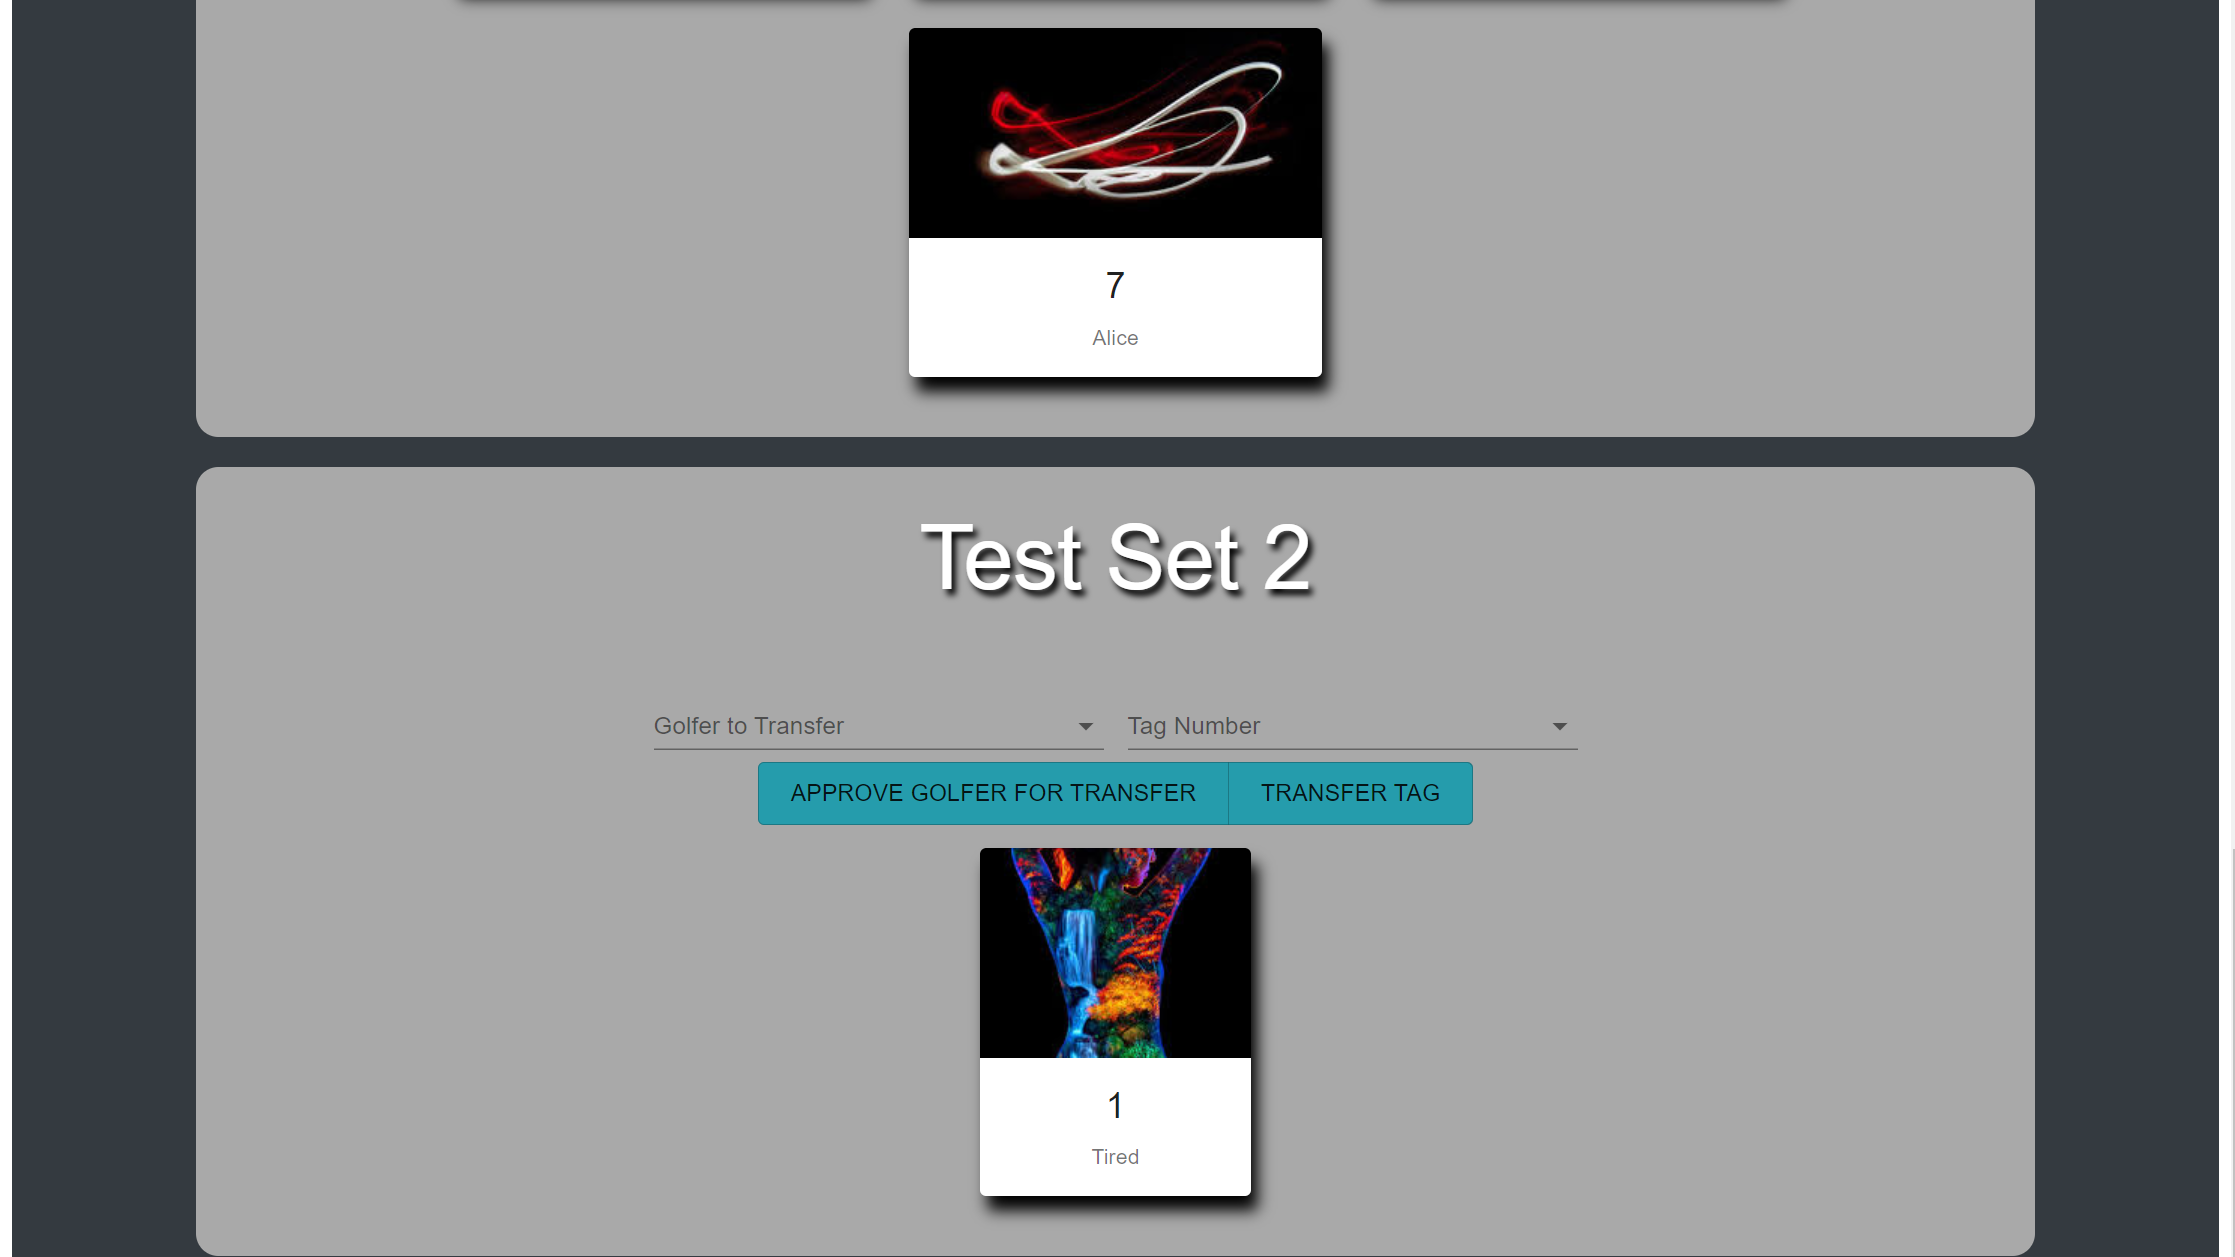 7
Alice
Test Set 2
Golfer to Transfer
Tag Number
APPROVE GOLFER FOR TRANSFER
TRANSFER TAG
1
Tired